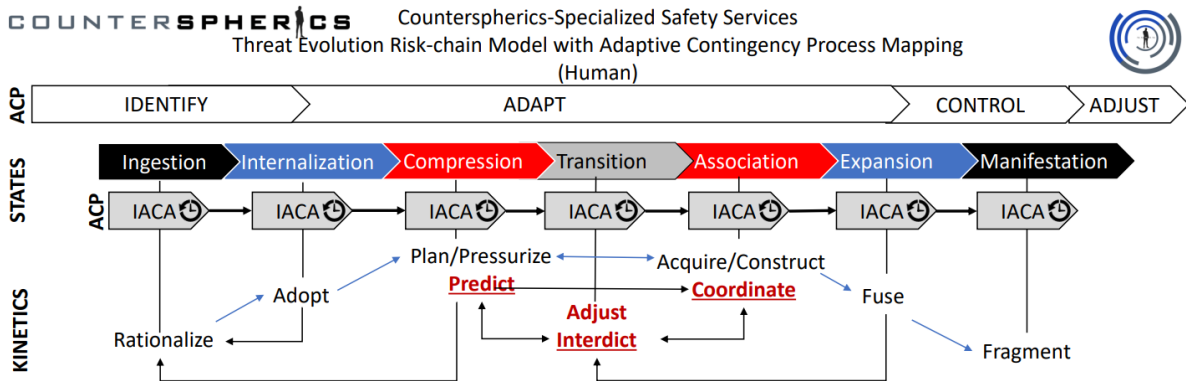 COUNTERSPHERICS
Counterspherics-Specialized Safety Services
Threat Evolution Risk-chain Model with Adaptive Contingency Process Mapping
(Human)
ACP
IDENTIFY
ADAPT
CONTROL
ADJUST
STATES
Ingestion
Internalization
Compression
Transition
Association
Expansion
Manifestation
ACP
IACA
IACA
IACA
IACA
IACA
IACA
IACA
KINETICS
Rationalize
Adopt
Plan/Pressurize
Predict
Adjust
Interdict
Acquire/Construct
Coordinate
Fuse
Fragment